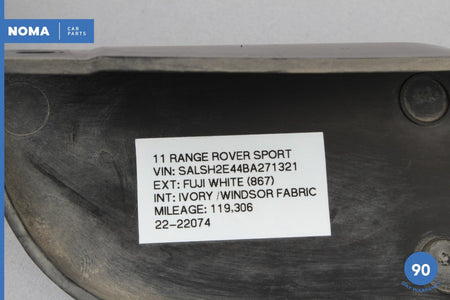 NOMA
CAR
PARTS
11 RANGE ROVER SPORT
VIN: SALSH2E44BA271321
EXT: FUJI WHITE (867)
INT: IVORY /WINDSOR FABRIC
MILEAGE: 119,306
22-22074
90